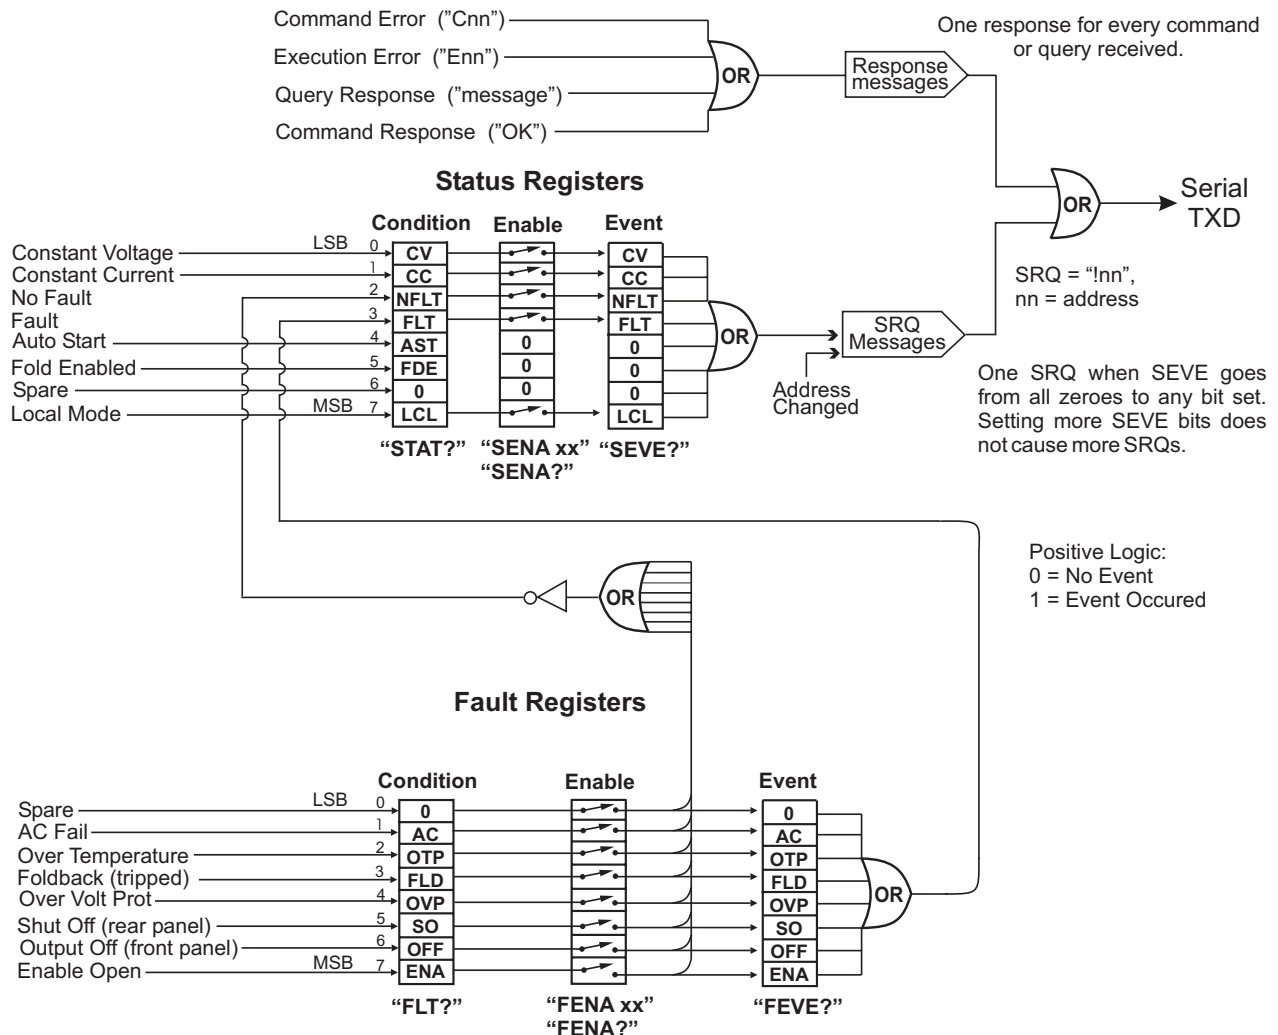 Command Error ("Cnn")
Execution Error ("Enn")
Query Response ("message")
Command Response ("OK")
OR
Response
messages
One response for every command
or query received.
OR
Serial
TXD
Status Registers
Condition
Enable
Event
Constant Voltage
Constant Current
No Fault
Fault
Auto Start
Fold Enabled
Spare
Local Mode
LSB
MSB
0
1
2
3
4
5
6
7
CV
CC
NFLT
FLT
AST
FDE
0
LCL
0
0
0
CV
CC
NFLT
FLT
0
0
0
LCL
OR
"STAT?"
"SENA xx"
"SENA?"
"SEVE?"
Address
Changed
SRQ
Messages
SRQ = "!nn",
nn = address
One SRQ when SEVE goes
from all zeroes to any bit set.
Setting more SEVE bits does
not cause more SRQs.
Positive Logic:
0 = No Event
1 = Event Occured
OR
Fault Registers
Condition
Enable
Event
Spare
AC Fail
Over Temperature
Foldback (tripped)
Over Volt Prot
Shut Off (rear panel)
Output Off (front panel)
Enable Open
LSB
MSB
0
1
2
3
4
5
6
7
0
AC
OTP
FLD
OVP
SO
OFF
ENA
0
AC
OTP
FLD
OVP
SO
OFF
ENA
OR
"FLT?"
"FENA xx"
"FENA?"
"FEVE?"